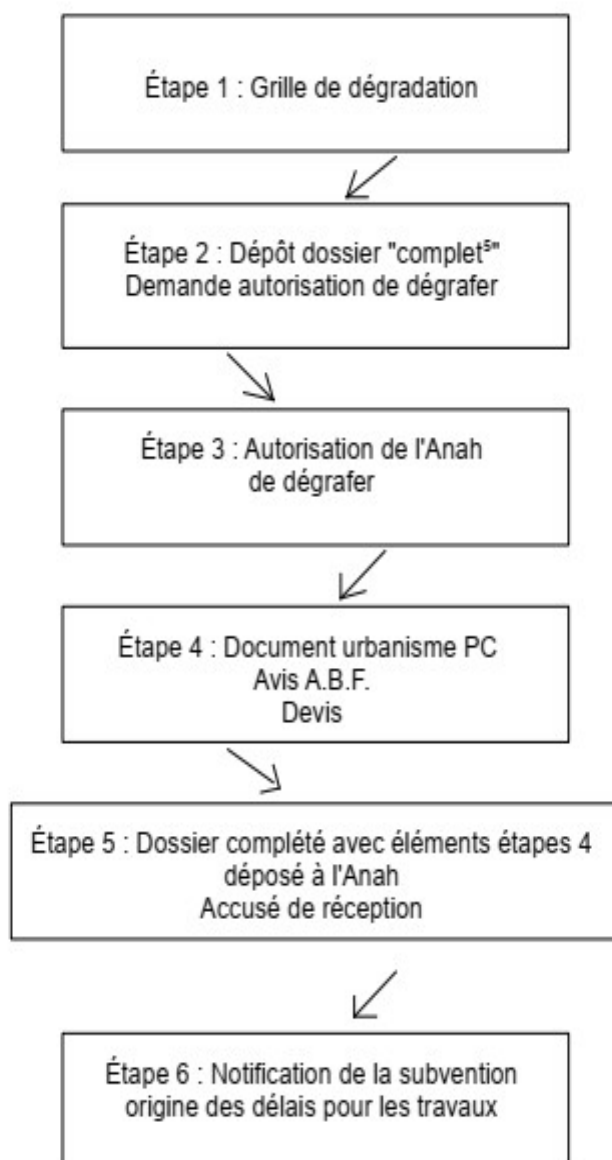 Étape 1 : Grille de dégradation
Étape 2 : Dépôt dossier "complet⁵"
Demande autorisation de dégrafer
Étape 3 : Autorisation de l'Anah
de dégrafer
Étape 4 : Document urbanisme PC
Avis A.B.F.
Devis
Étape 5 : Dossier complété avec éléments étapes 4
déposé à l'Anah
Accusé de réception
Étape 6 : Notification de la subvention
origine des délais pour les travaux